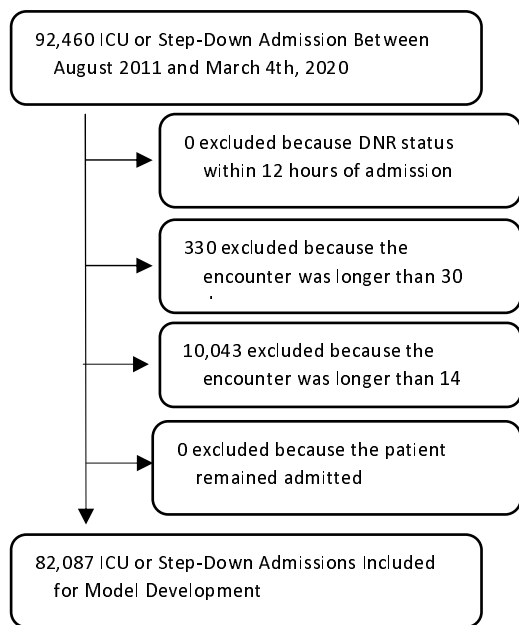 92,460 ICU or Step-Down Admission Between
August 2011 and March 4th, 2020
0 excluded because DNR status
within 12 hours of admission
330 excluded because the
encounter was longer than 30
10,043 excluded because the
encounter was longer than 14
0 excluded because the patient
remained admitted
82,087 ICU or Step-Down Admissions Included
for Model Development